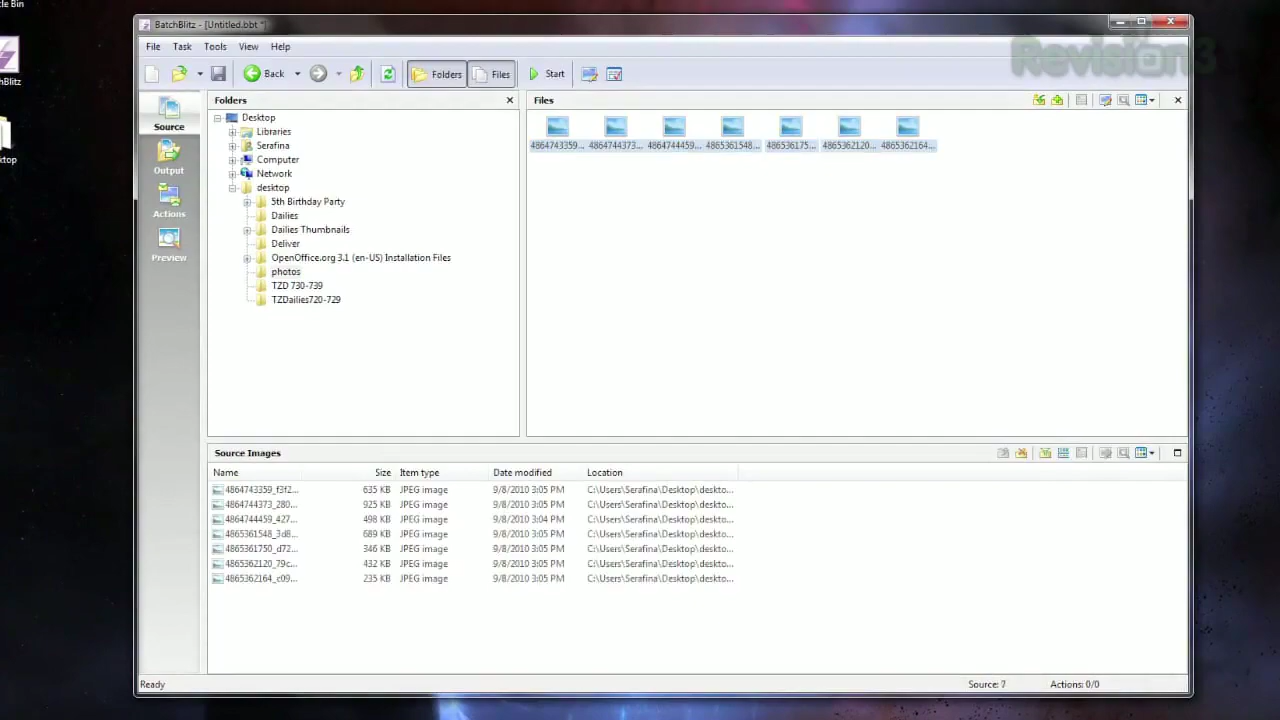 cle Bin
BatchBlitz - [Untitled.bbt *]
Revision3
File Task Tools View Help
hBlitz
Back Folders Files Start
Source
Folders
Files
Desktop
Libraries
Serafina
Computer
Network
desktop
5th Birthday Party
Dailies
Dailies Thumbnails
Deliver
OpenOffice.org 3.1 (en-US) Installation Files
photos
TZD 730-739
TZDailies720-729
4864743359... 4864744373... 4864744459... 4865361548...486536175... 4865362120... 4865362164...
ktop
Output
Actions
Preview
Source Images
Name Size Item type Date modified Location
4864743359_f3f2... 635 KB JPEG image 9/8/2010 3:05 PM C:\Users\Serafina\Desktop\deskto...
4864744373_280... 925 KB JPEG image 9/8/2010 3:05 PM C:\Users\Serafina\Desktop\deskto...
4864744459_427... 498 KB JPEG image 9/8/2010 3:04 PM C:\Users\Serafina\Desktop\deskto...
4865361548_3d8... 689 KB JPEG image 9/8/2010 3:05 PM C:\Users\Serafina\Desktop\deskto...
4865361750_d72... 346 KB JPEG image 9/8/2010 3:05 PM C:\Users\Serafina\Desktop\deskto...
4865362120_79c... 432 KB JPEG image 9/8/2010 3:05 PM C:\Users\Serafina\Desktop\deskto...
4865362164_c09... 235 KB JPEG image 9/8/2010 3:05 PM C:\Users\Serafina\Desktop\deskto...
Ready Source: 7 Actions: 0/0